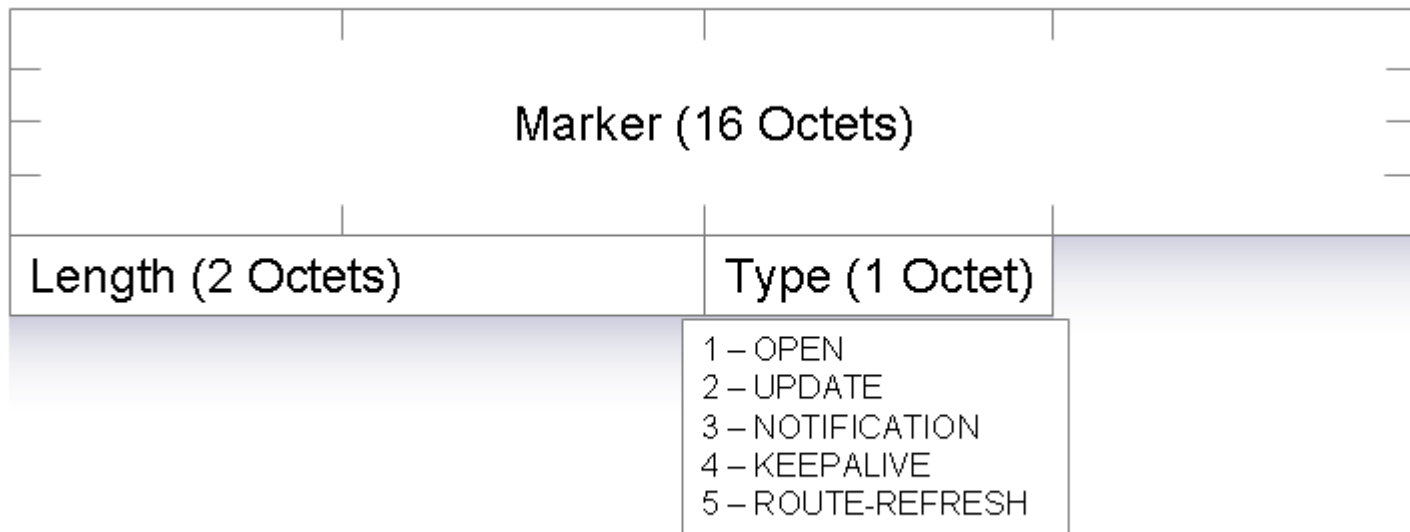 Marker (16 Octets)
Length (2 Octets)
Type (1 Octet)
1 – OPEN
2 – UPDATE
3 – NOTIFICATION
4 – KEEPALIVE
5 – ROUTE-REFRESH